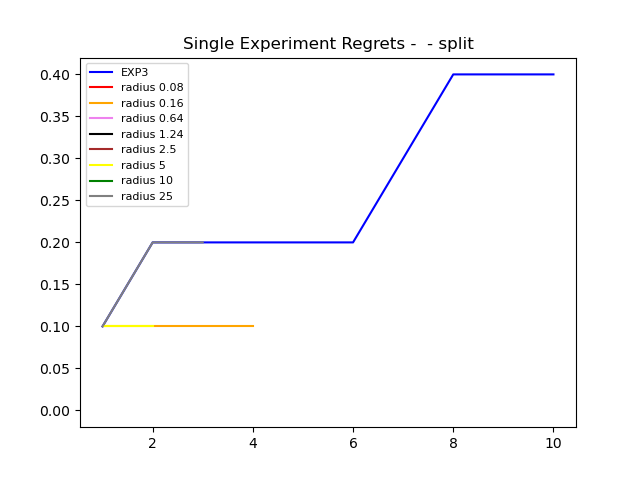 Single Experiment Regrets -  - split
0.40
0.35
0.30
0.25
0.20
0.15
0.10
0.05
0.00
EXP3
radius 0.08
radius 0.16
radius 0.64
radius 1.24
radius 2.5
radius 5
radius 10
radius 25
2 4 6 8 10